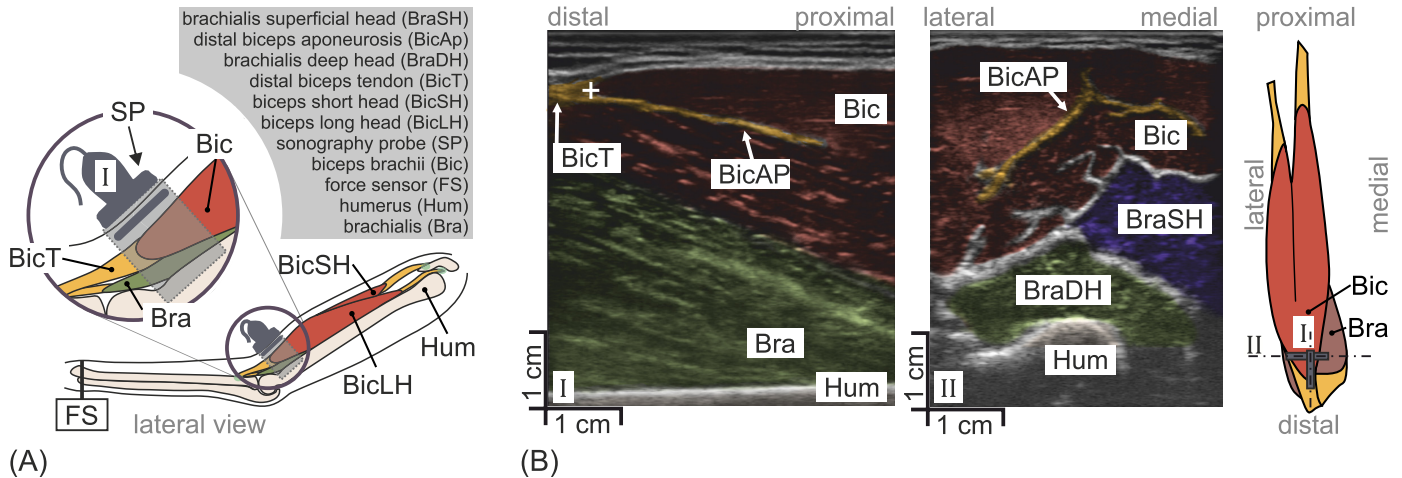 brachialis superficial head (BraSH)
distal biceps aponeurosis (BicAp)
brachialis deep head (BraDH)
distal biceps tendon (BicT)
biceps short head (BicSH)
biceps long head (BicLH)
sonography probe (SP)
biceps brachii (Bic)
force sensor (FS)
humerus (Hum)
brachialis (Bra)
SP
Bic
I
BicT
Bra
BicSH
Hum
BicLH
FS
lateral view
(A)
distal proximal
Bic
BicT
BicAP
Bra
Hum
I
1 cm
1 cm
lateral medial
BicAP
Bic
BraSH
BraDH
Hum
II
1 cm
1 cm
proximal
lateral
medial
Bic
Bra
I
II
distal
(B)